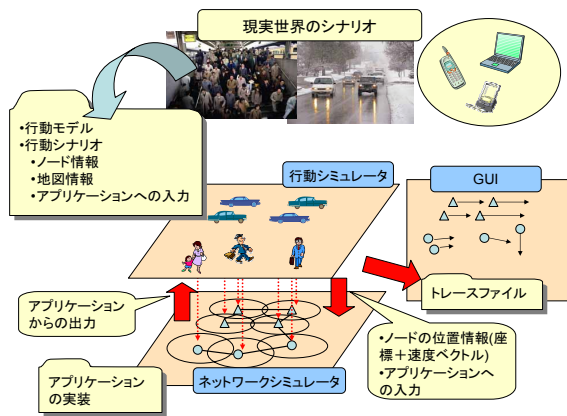 現実世界のシナリオ
•行動モデル
•行動シナリオ
•ノード情報
•地図情報
•アプリケーションへの入力
行動シミュレータ
GUI
トレースファイル
アプリケーション
からの出力
•ノードの位置情報(座
標+速度ベクトル)
•アプリケーションへ
の入力
アプリケーション
の実装
ネットワークシミュレータ